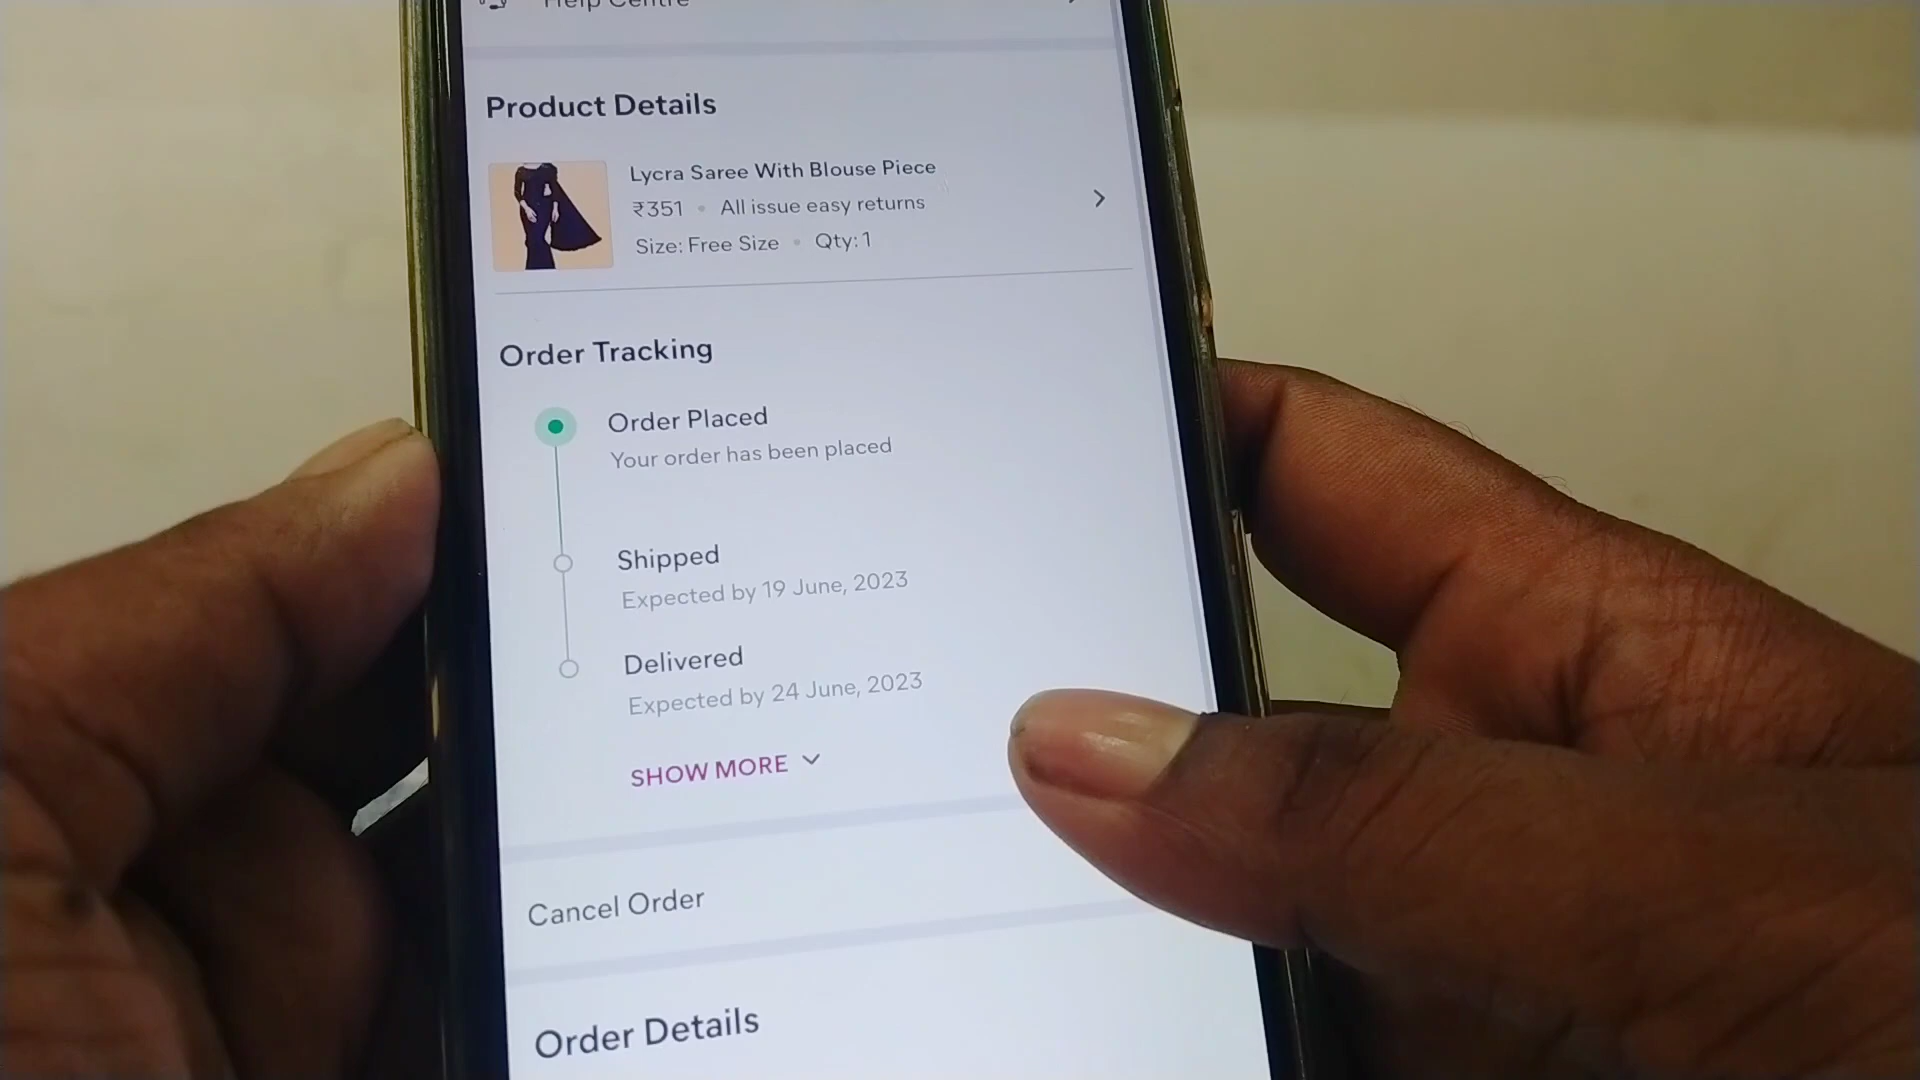 Help Centre
Product Details
Lycra Saree With Blouse Piece
₹351 • All issue easy returns
Size: Free Size • Qty: 1
Order Tracking
Order Placed
Your order has been placed
Shipped
Expected by 19 June, 2023
Delivered
Expected by 24 June, 2023
SHOW MORE
Cancel Order
Order Details